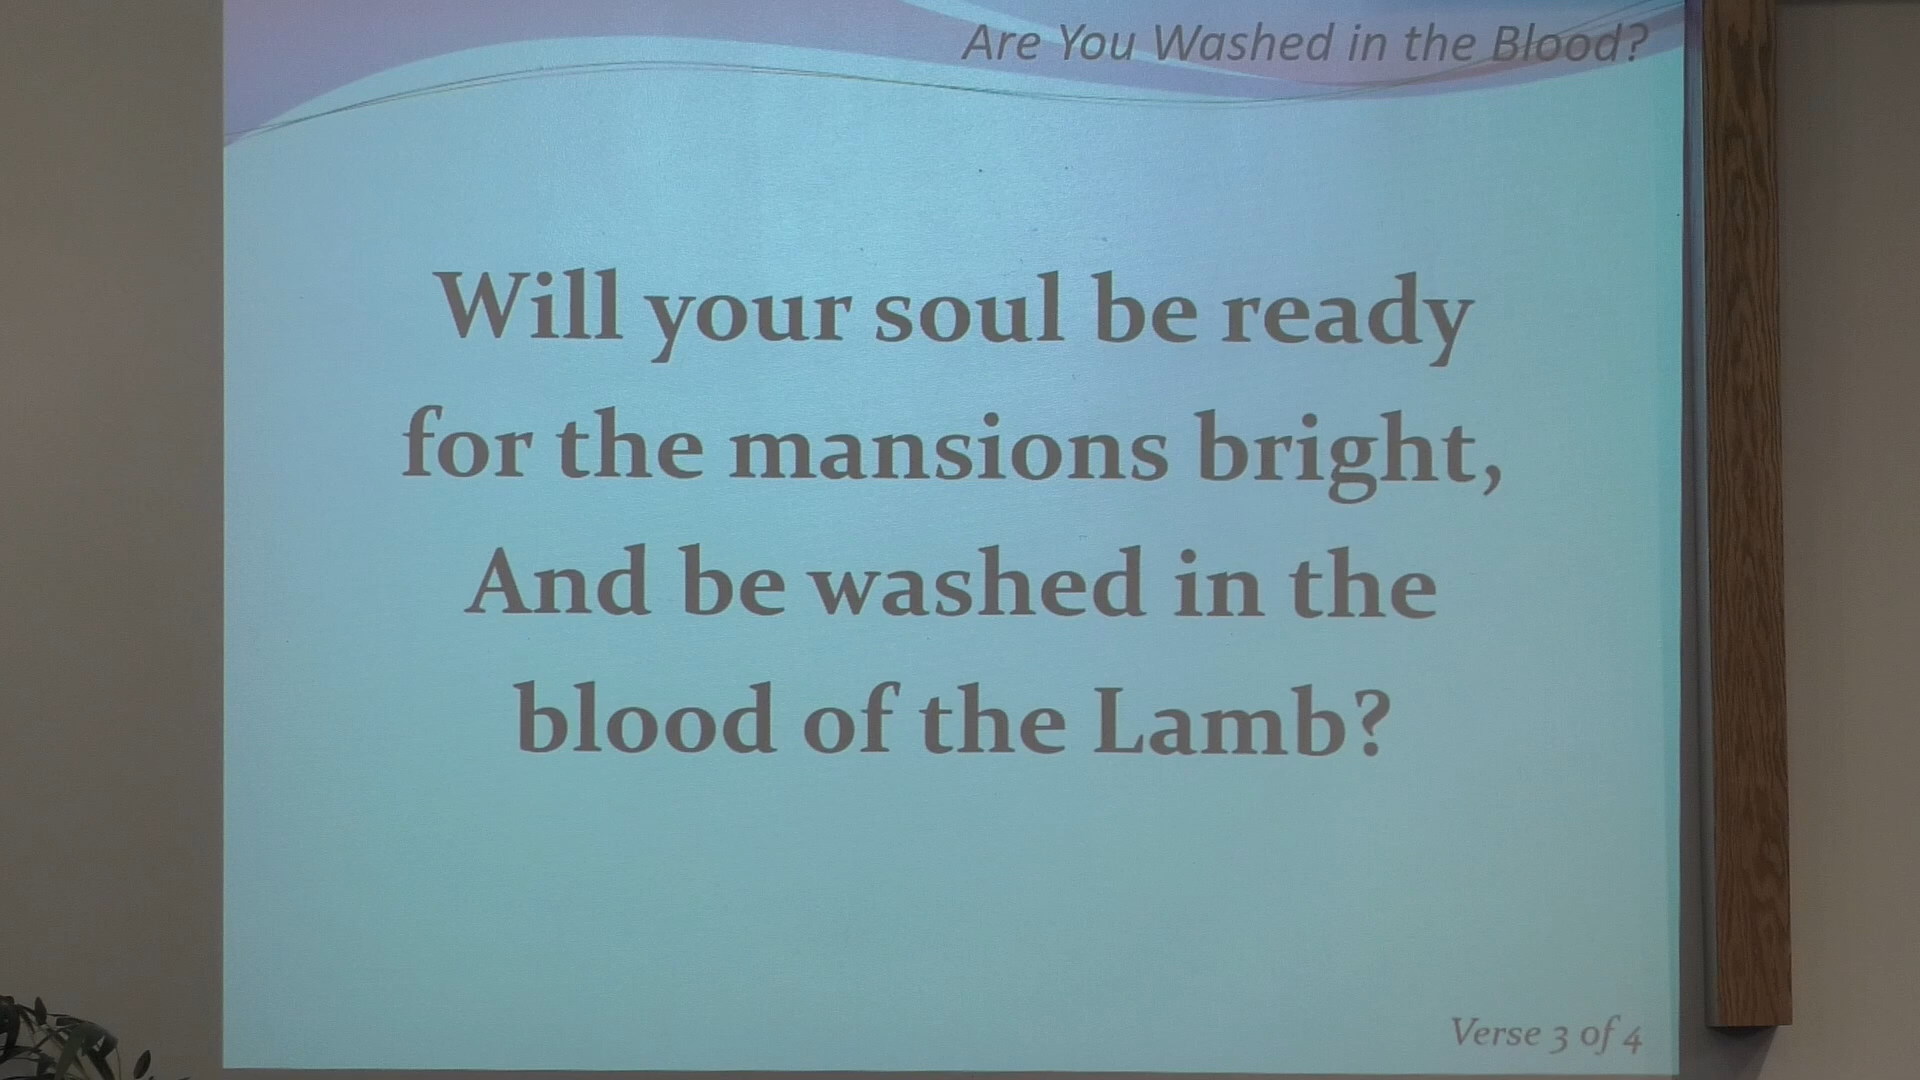 Are You Washed in the Blood?
Will your soul be ready
for the mansions bright,
And be washed in the
blood of the Lamb?
Verse 3 of 4